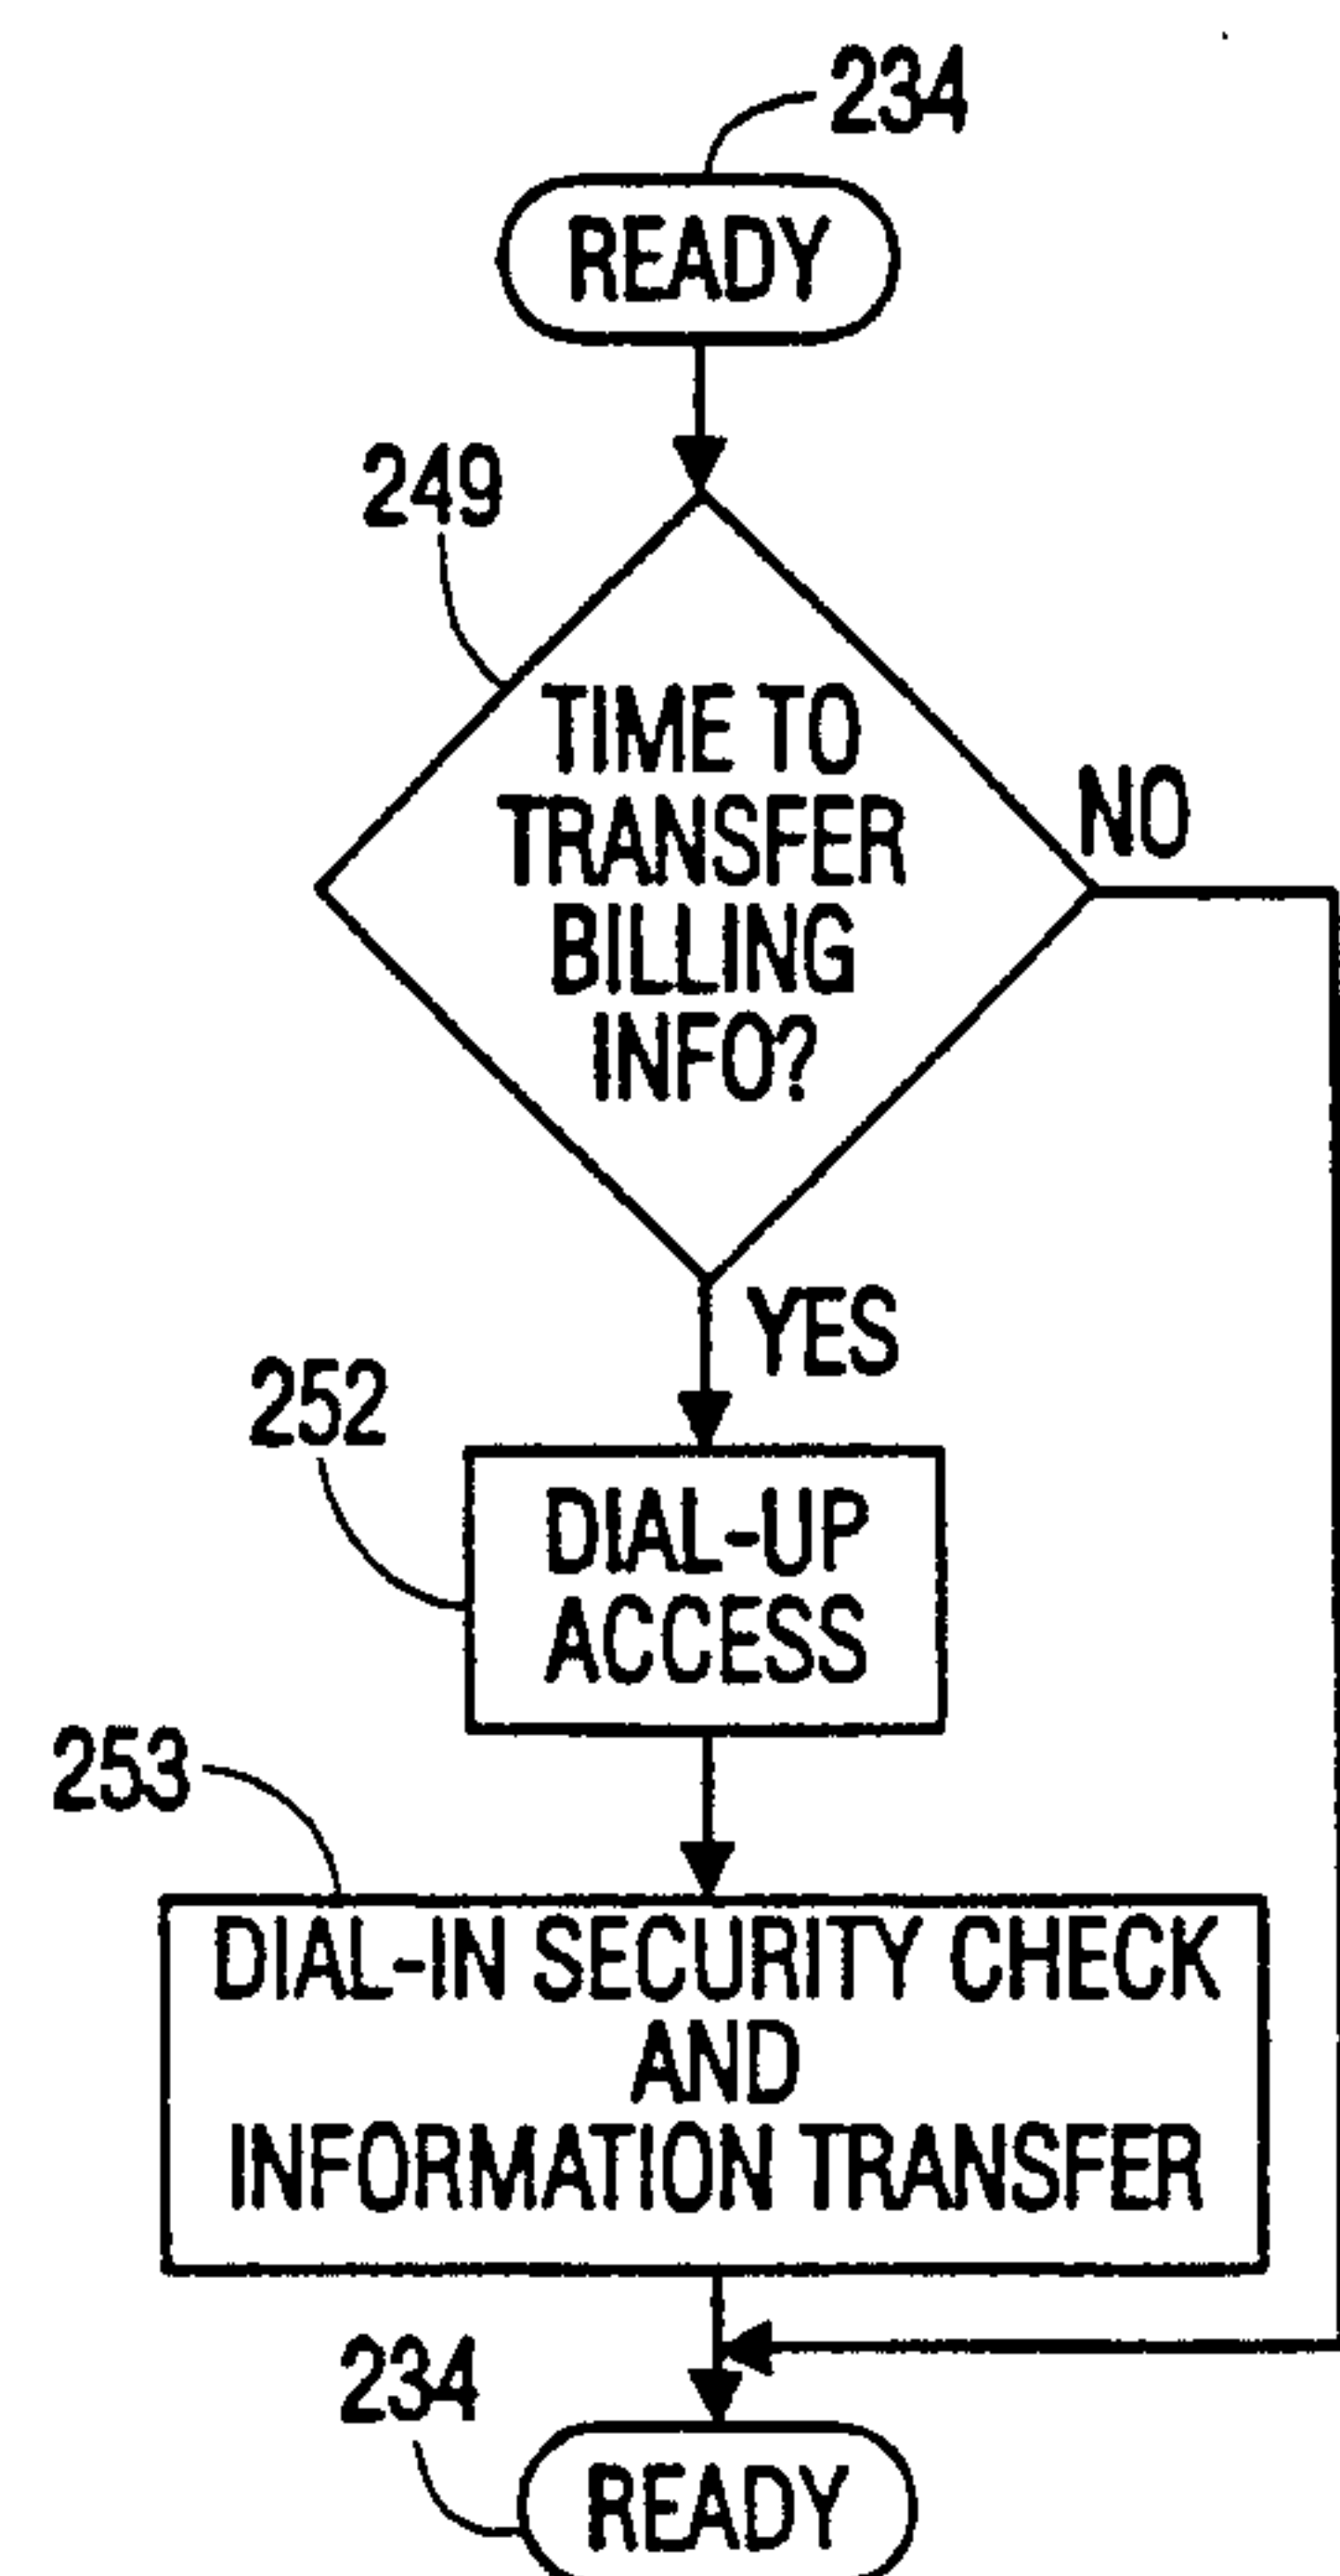 234
READY
249
TIME TO
TRANSFER
BILLING
INFO?
NO
YES
252
DIAL-UP
ACCESS
253
DIAL-IN SECURITY CHECK
AND
INFORMATION TRANSFER
234
READY